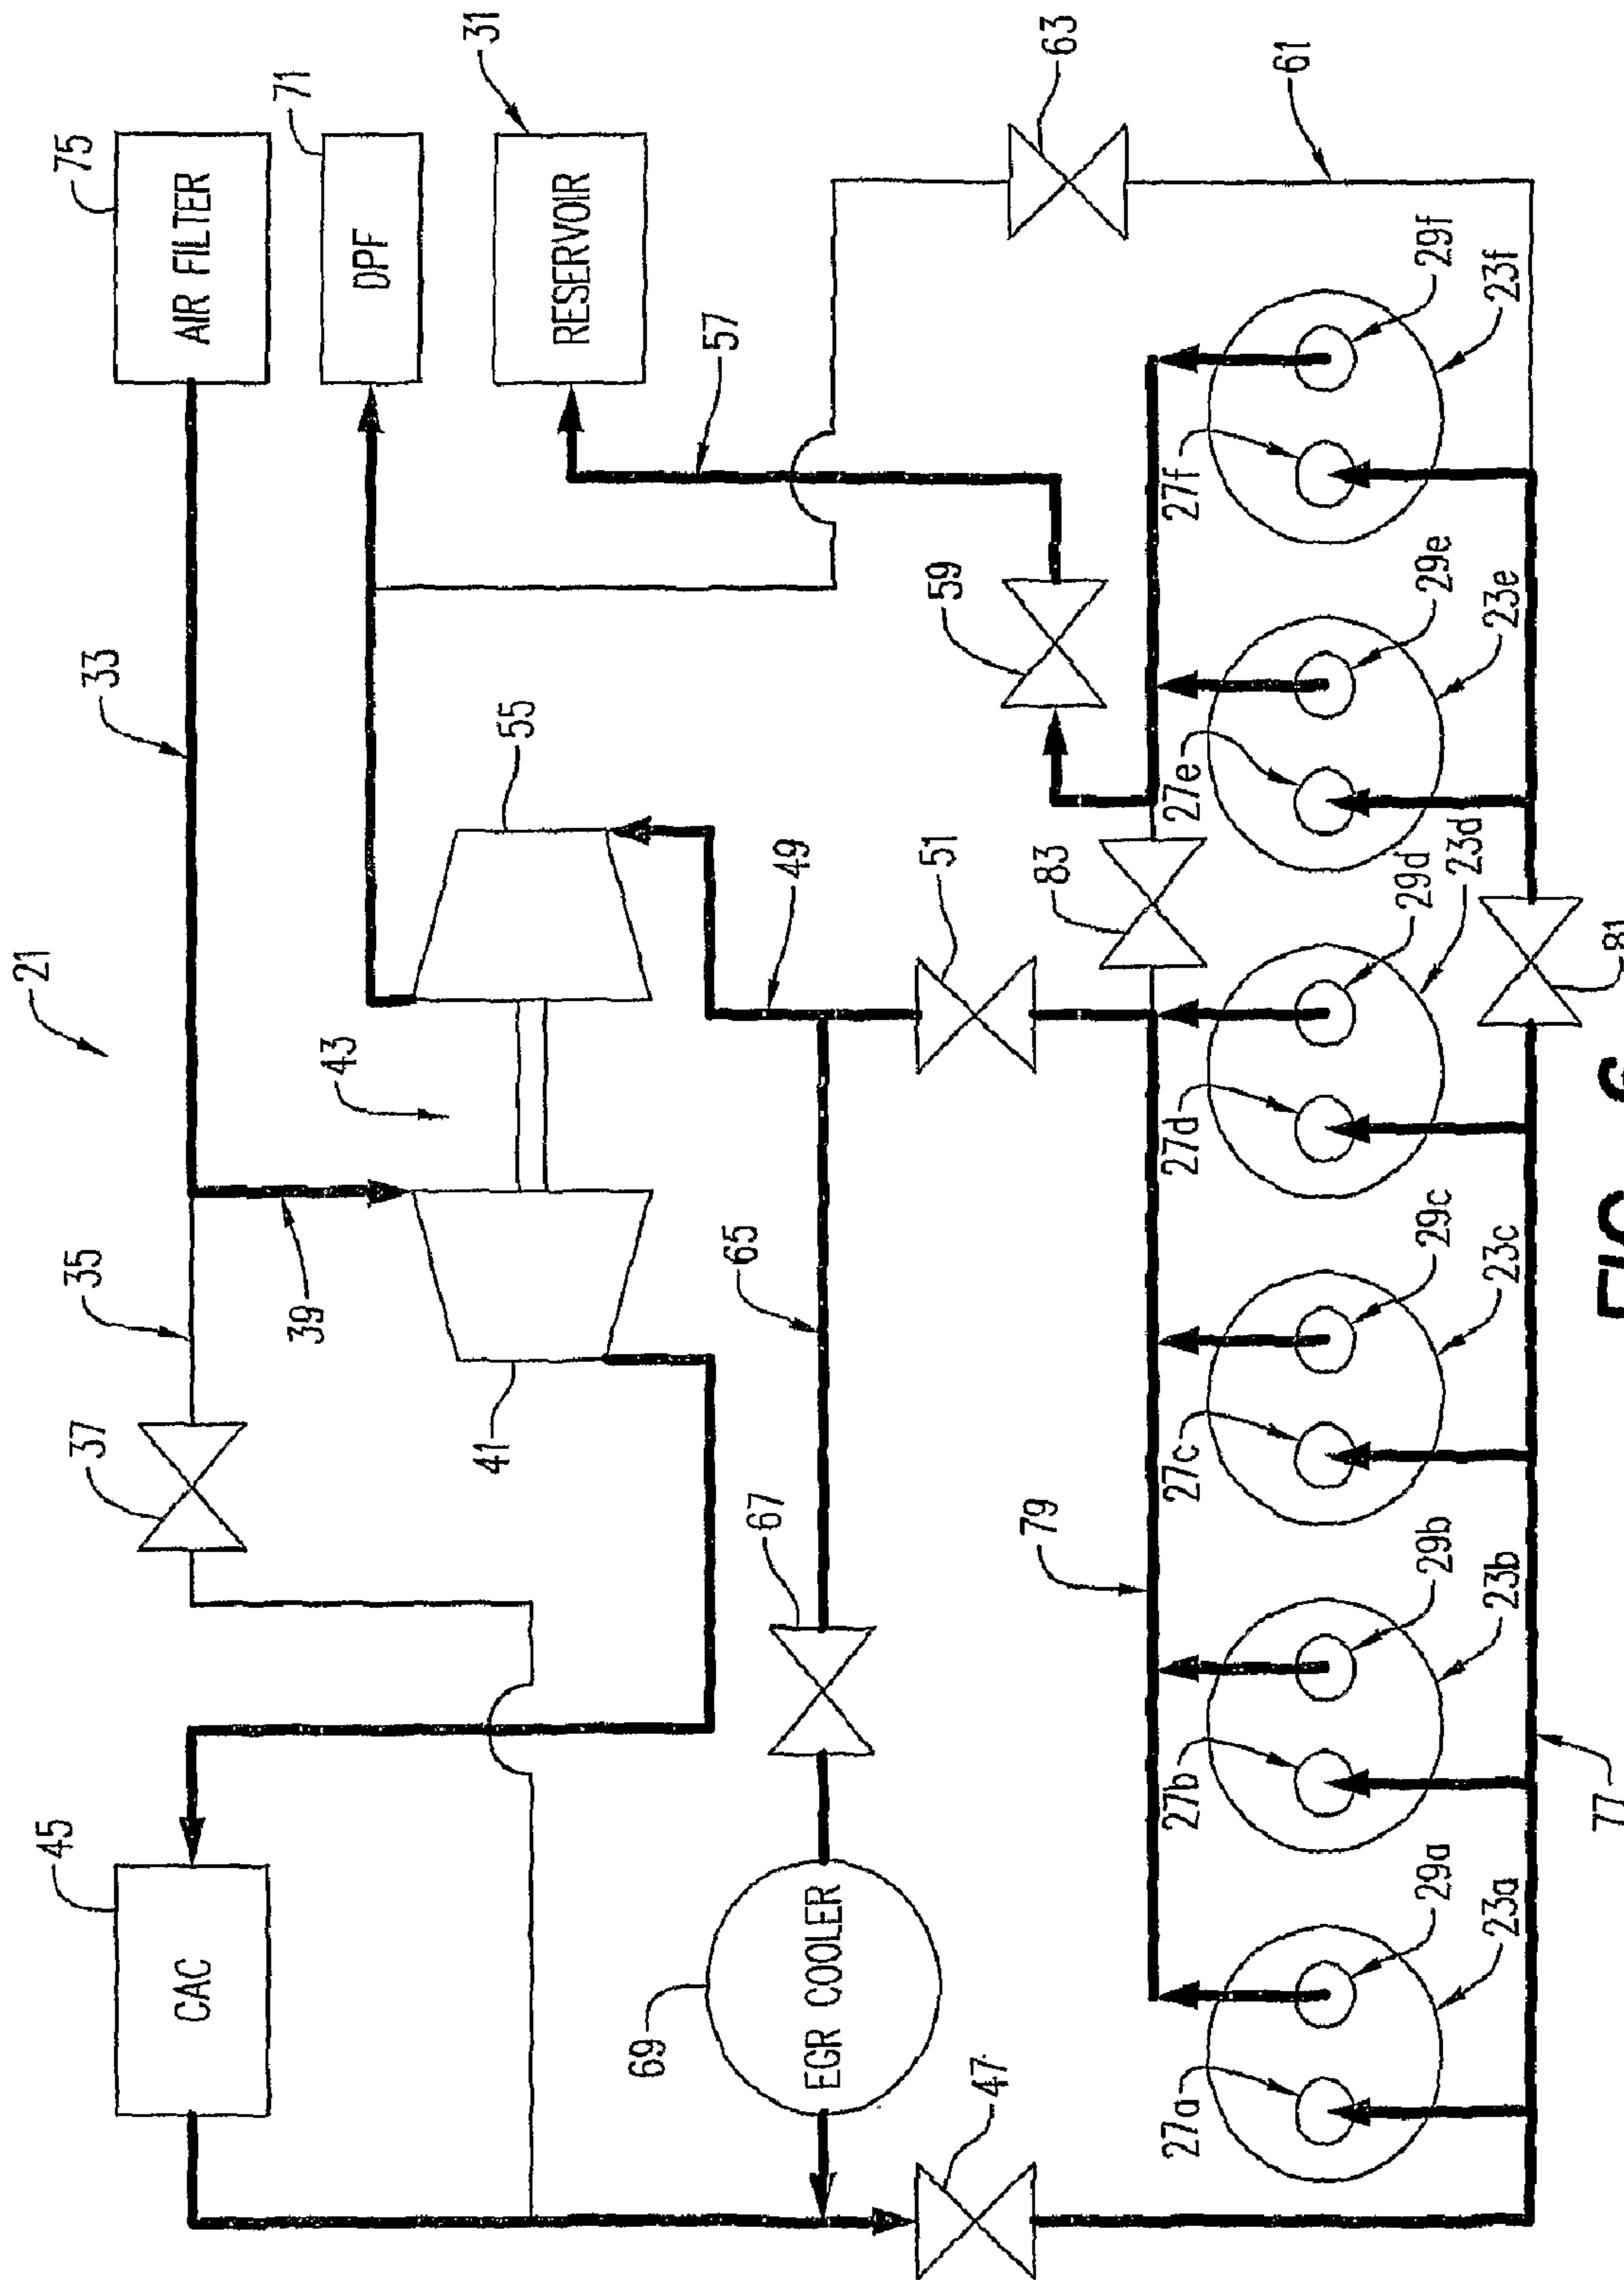 45
37
35
21
33
75
CAC
AIR FILTER
39
43
71
DPF
41
55
31
RESERVOIR
69
67
65
49
57
EGR COOLER
47
51
59
79
83
63
27a
27b
27c
27d
27e
27f
61
29a
29b
29c
29d
29e
29f
23a
23b
23c
23d
23e
23f
77
81
FIG. 6